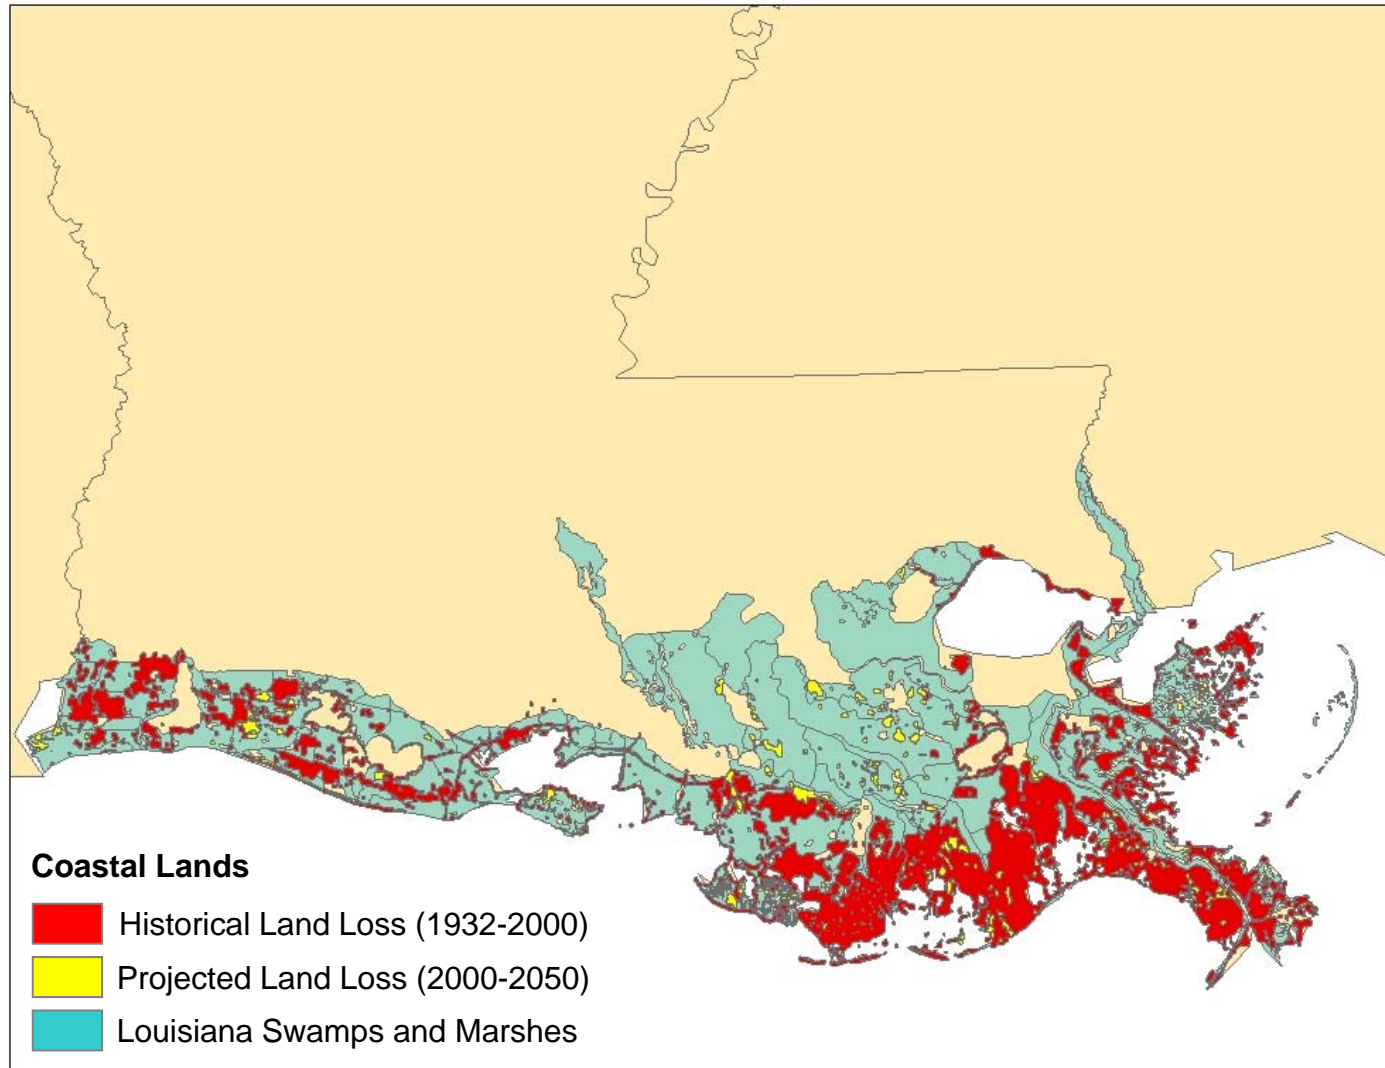 Coastal Lands
Historical Land Loss (1932-2000)
Projected Land Loss (2000-2050)
Louisiana Swamps and Marshes